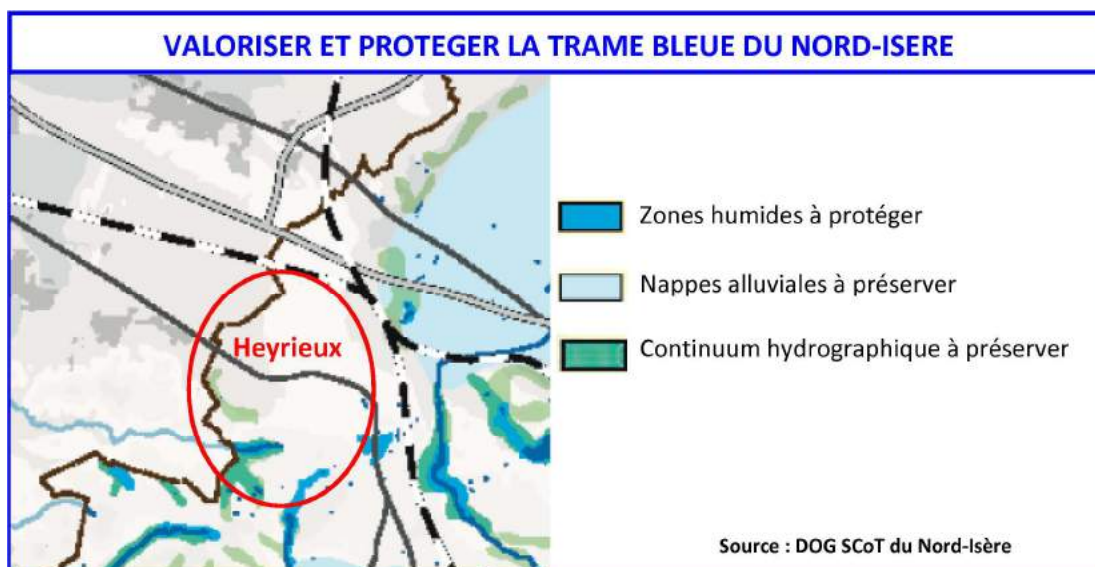 VALORISER ET PROTEGER LA TRAME BLEUE DU NORD-ISERE
Heyrieux
Zones humides à protéger
Nappes alluviales à préserver
Continuum hydrographique à préserver
Source : DOG SCoT du Nord-Isère